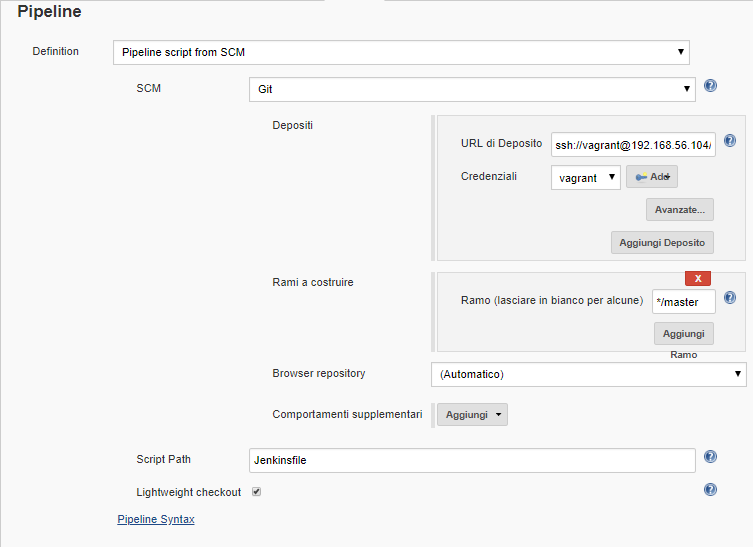 Pipeline
Definition
Pipeline script from SCM
SCM
Git
Depositi
URL di Deposito
ssh://vagrant@192.168.56.104/
Credenziali
vagrant
Add
Avanzate...
Aggiungi Deposito
Rami a costruire
X
Ramo (lasciare in bianco per alcune)
*/master
Aggiungi
Ramo
Browser repository
(Automatico)
Comportamenti supplementari
Aggiungi
Script Path
Jenkinsfile
Lightweight checkout
Pipeline Syntax